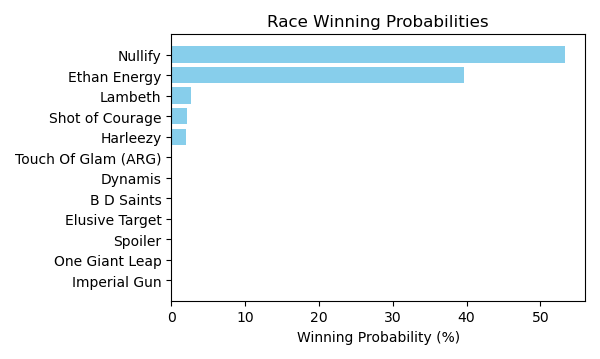 Race Winning Probabilities
Nullify
Ethan Energy
Lambeth
Shot of Courage
Harleezy
Touch Of Glam (ARG)
Dynamis
B D Saints
Elusive Target
Spoiler
One Giant Leap
Imperial Gun
0 10 20 30 40 50
Winning Probability (%)